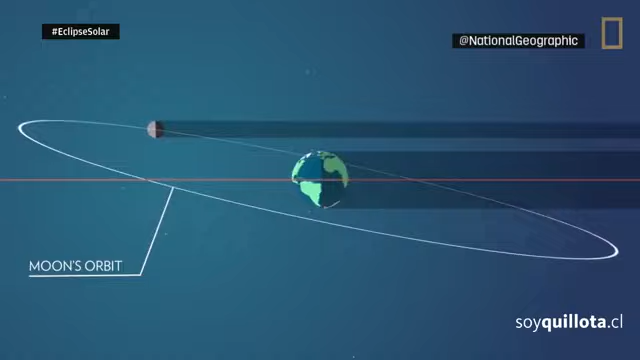 #EclipseSolar
@NationalGeographic
MOON'S ORBIT
soyquillota.cl